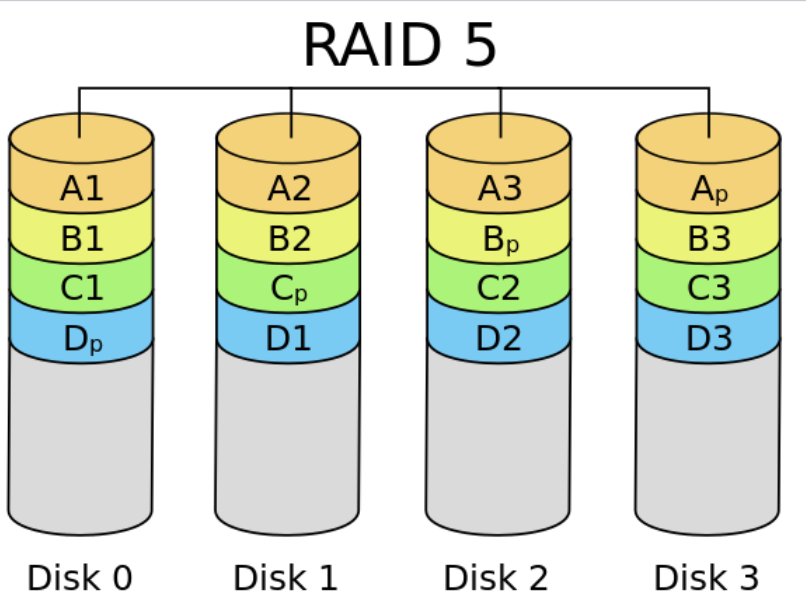 RAID 5
A1 A2 A3 Ap
B1 B2 Bp B3
C1 Cp C2 C3
Dp D1 D2 D3
Disk 0 Disk 1 Disk 2 Disk 3